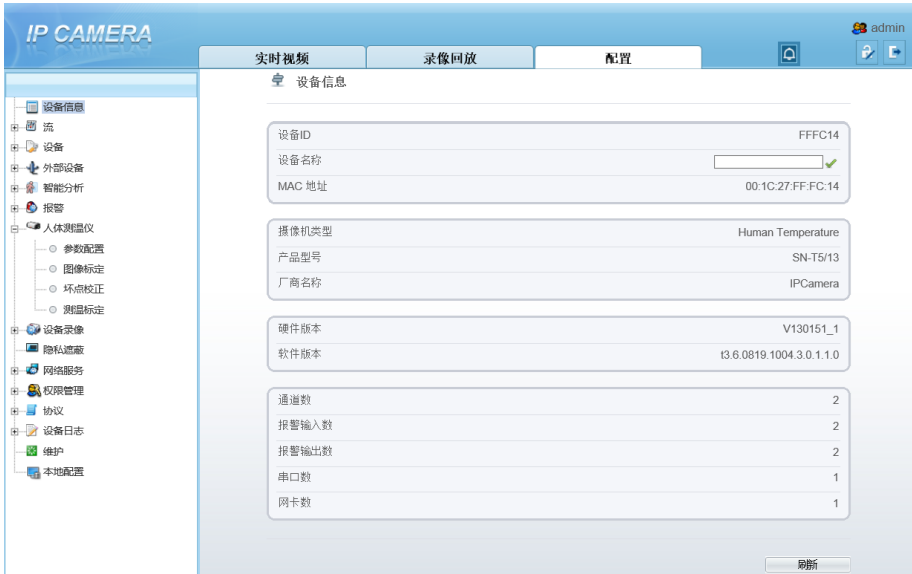 IP CAMERA
admin
实时视频 录像回放 配置
设备信息
设备信息
流
设备
外部设备
智能分析
报警
人体测温仪
参数配置
图像标定
坏点校正
测温标定
设备录像
隐私遮蔽
网络服务
权限管理
协议
设备日志
维护
本地配置
设备ID FFFC14
设备名称
MAC 地址 00:1C:27:FF:FC:14
摄像机类型 Human Temperature
产品型号 SN-T5/13
厂商名称 IPCamera
硬件版本 V130151_1
软件版本 t3.6.0819.1004.3.0.1.1.0
通道数 2
报警输入数 2
报警输出数 2
串口数 1
网卡数 1
刷新